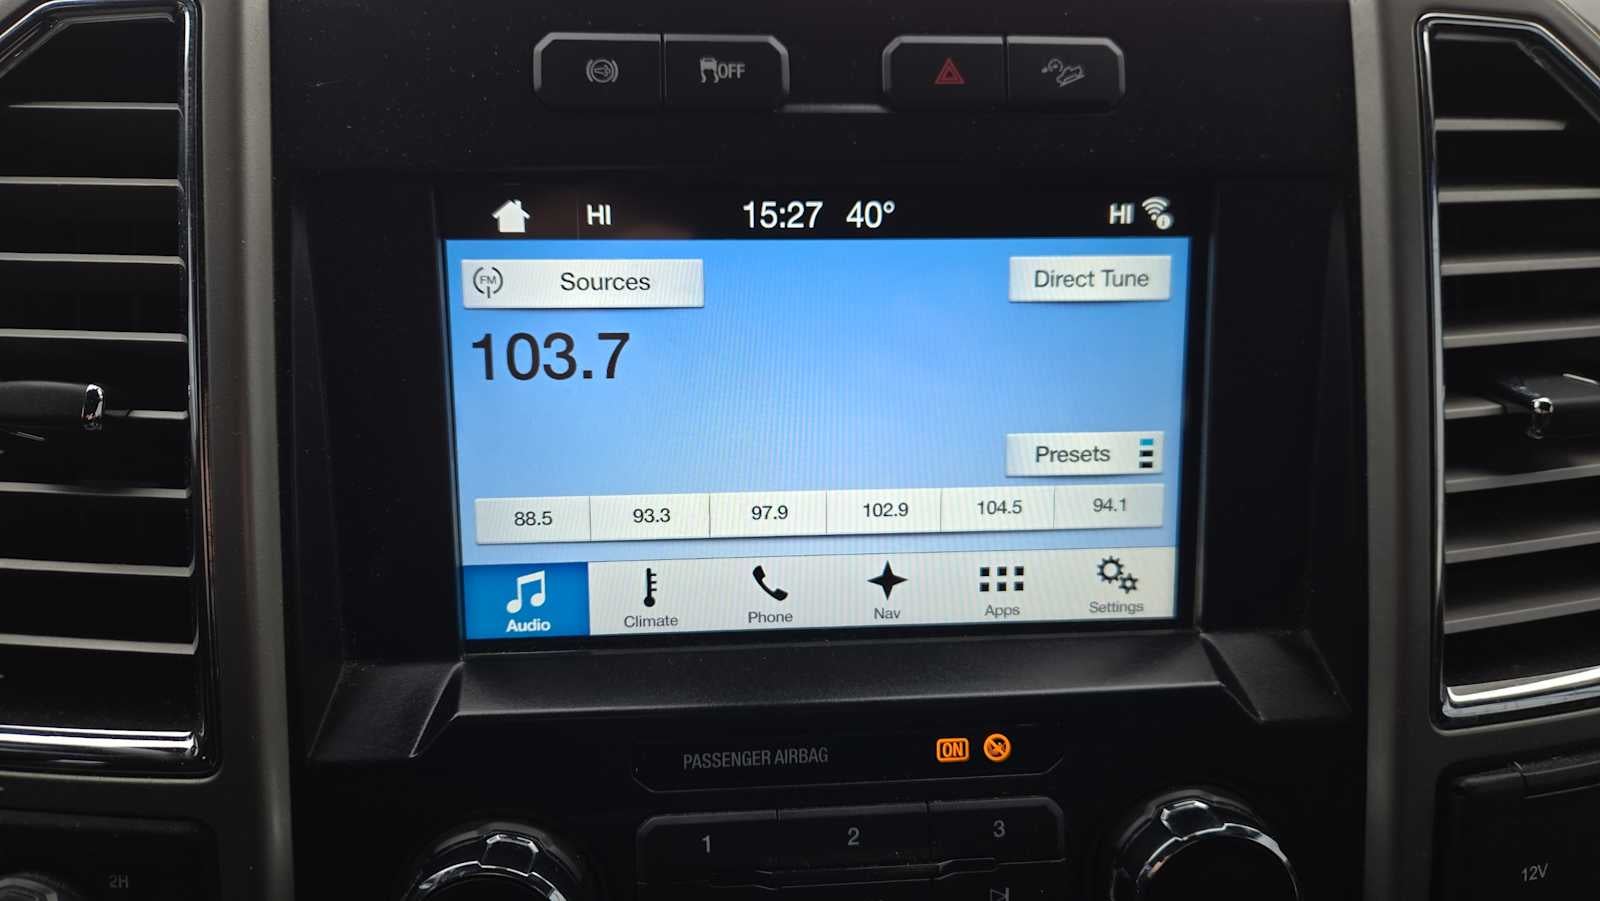 OFF
HI 15:27 40° HI
FM Sources Direct Tune
103.7
Presets
88.5 93.3 97.9 102.9 104.5 94.1
Audio Climate Phone Nav Apps Settings
PASSENGER AIRBAG ON
1 2 3
2H
12V